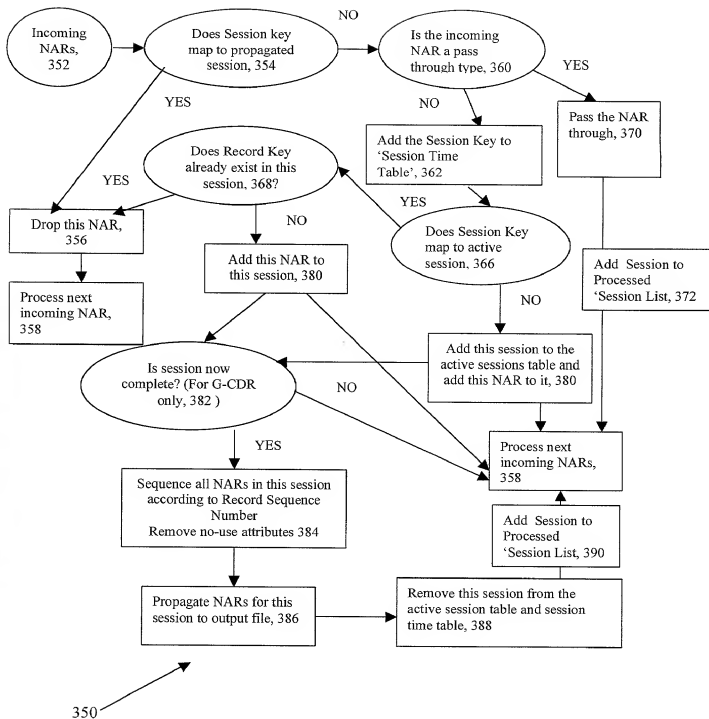 Incoming
NARs,
352
Does Session key
map to propagated
session, 354
NO
Is the incoming
NAR a pass
through type, 360
YES
NO
YES
Pass the NAR
through, 370
Add the Session Key to
‘Session Time
Table’, 362
Does Record Key
already exist in this
session, 368?
YES
YES
NO
Drop this NAR,
356
Does Session Key
map to active
session, 366
Add this NAR to
this session, 380
Add  Session to
Processed
‘Session List, 372
Process next
incoming NAR,
358
NO
Add this session to the
active sessions table and
add this NAR to it, 380
Is session now
complete? (For G-CDR
only, 382 )
NO
YES
Process next
incoming NARs,
358
Sequence all NARs in this session
according to Record Sequence
Number
Remove no-use attributes 384
Add  Session to
Processed
‘Session List, 390
Propagate NARs for this
session to output file, 386
Remove this session from the
active session table and session
time table, 388
350